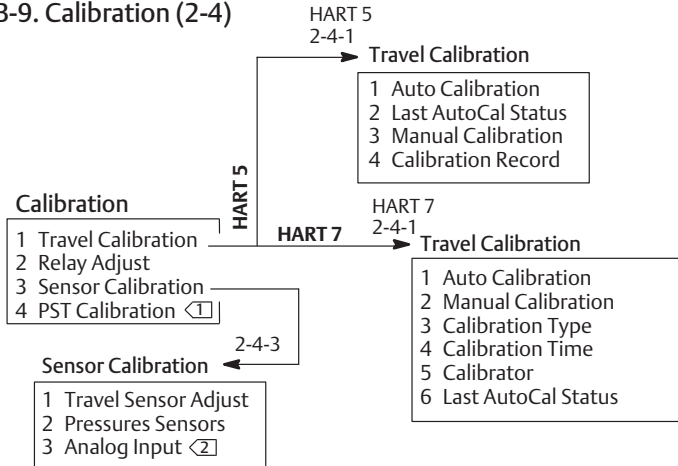 3-9. Calibration (2-4)
HART 5
2-4-1
Travel Calibration
1 Auto Calibration
2 Last AutoCal Status
3 Manual Calibration
4 Calibration Record
HART 5
Calibration
1 Travel Calibration
2 Relay Adjust
3 Sensor Calibration
4 PST Calibration 1
HART 7
HART 7
2-4-1
Travel Calibration
1 Auto Calibration
2 Manual Calibration
3 Calibration Type
4 Calibration Time
5 Calibrator
6 Last AutoCal Status
2-4-3
Sensor Calibration
1 Travel Sensor Adjust
2 Pressures Sensors
3 Analog Input 2